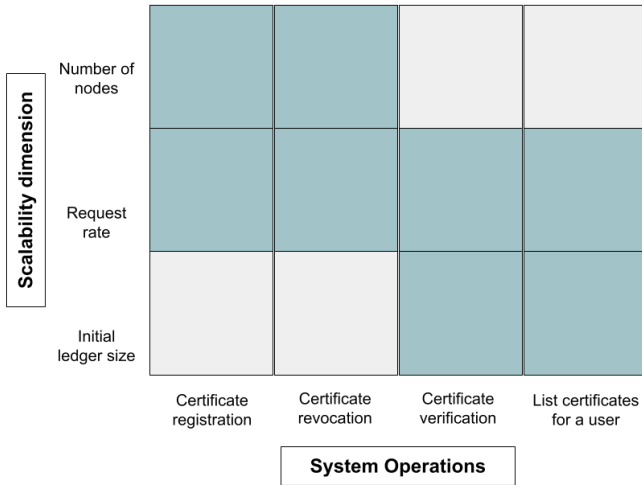 Number of
nodes
Scalability dimension
Request
rate
Initial
ledger size
Certificate
registration
Certificate
revocation
Certificate
verification
List certificates
for a user
System Operations